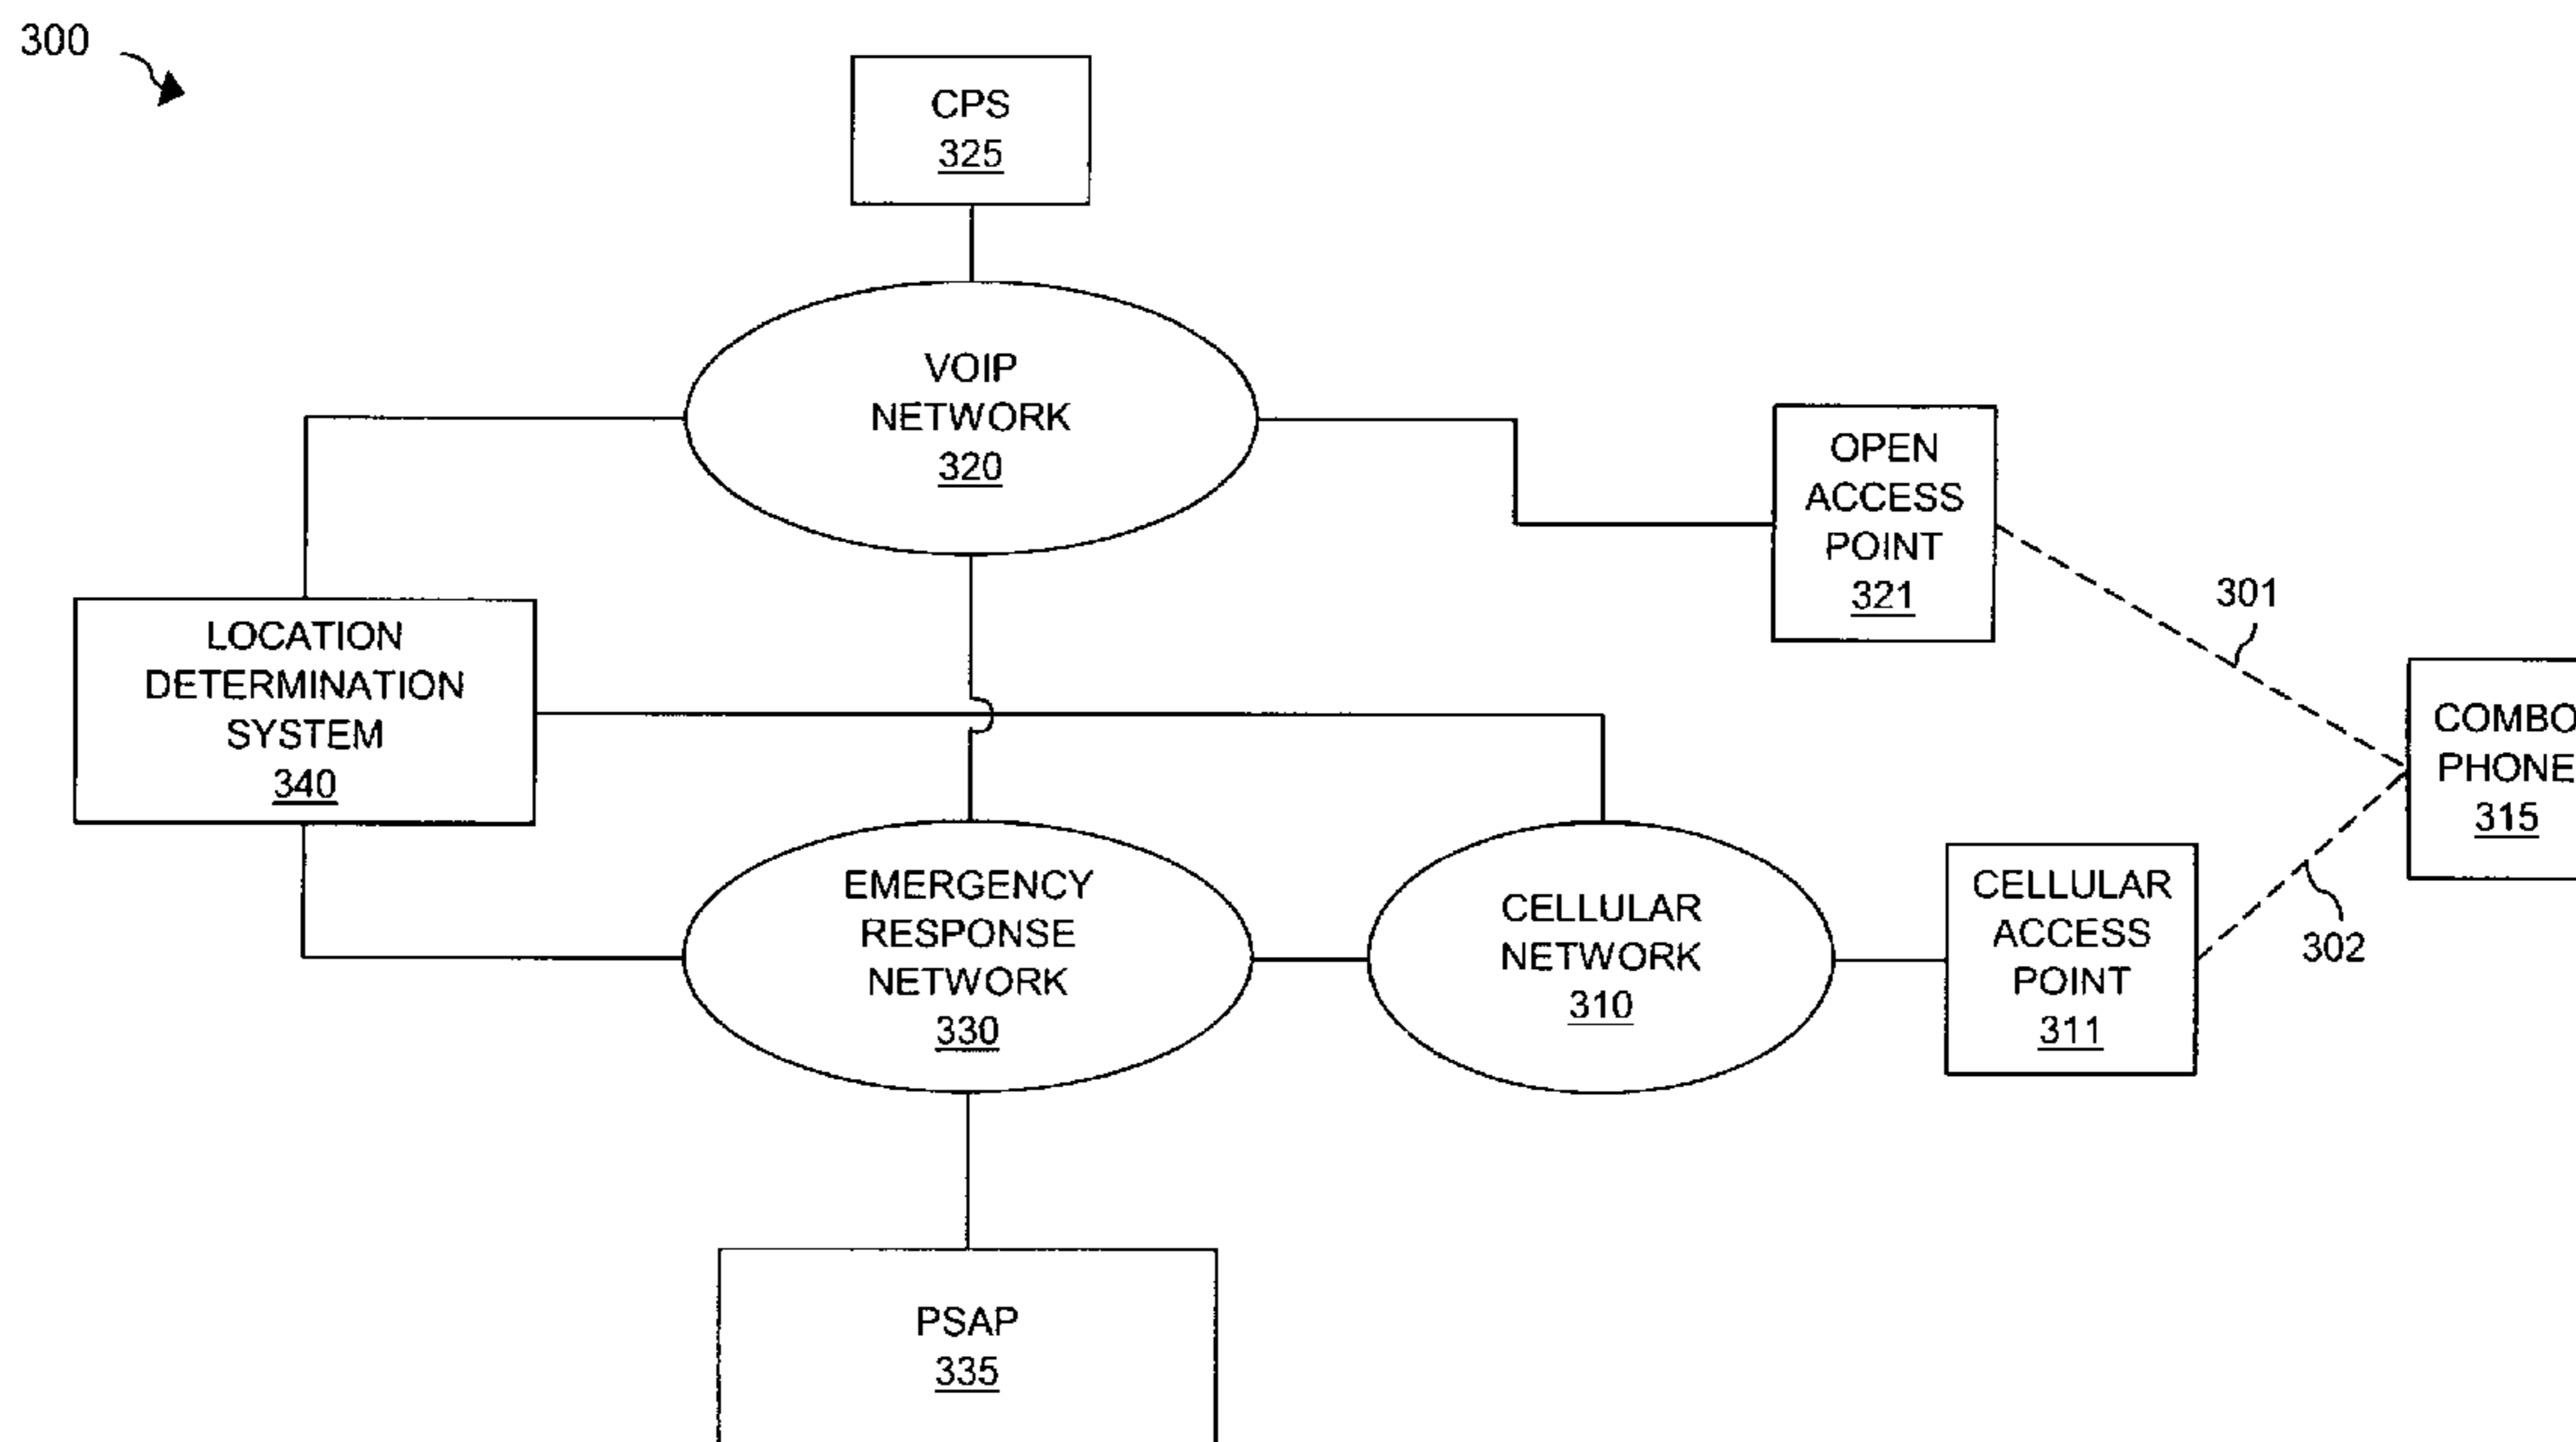 300
CPS
325
VOIP
NETWORK
320
OPEN
ACCESS
POINT
321
301
LOCATION
DETERMINATION
SYSTEM
340
COMBO
PHONE
315
EMERGENCY
RESPONSE
NETWORK
330
CELLULAR
NETWORK
310
CELLULAR
ACCESS
POINT
311
302
PSAP
335